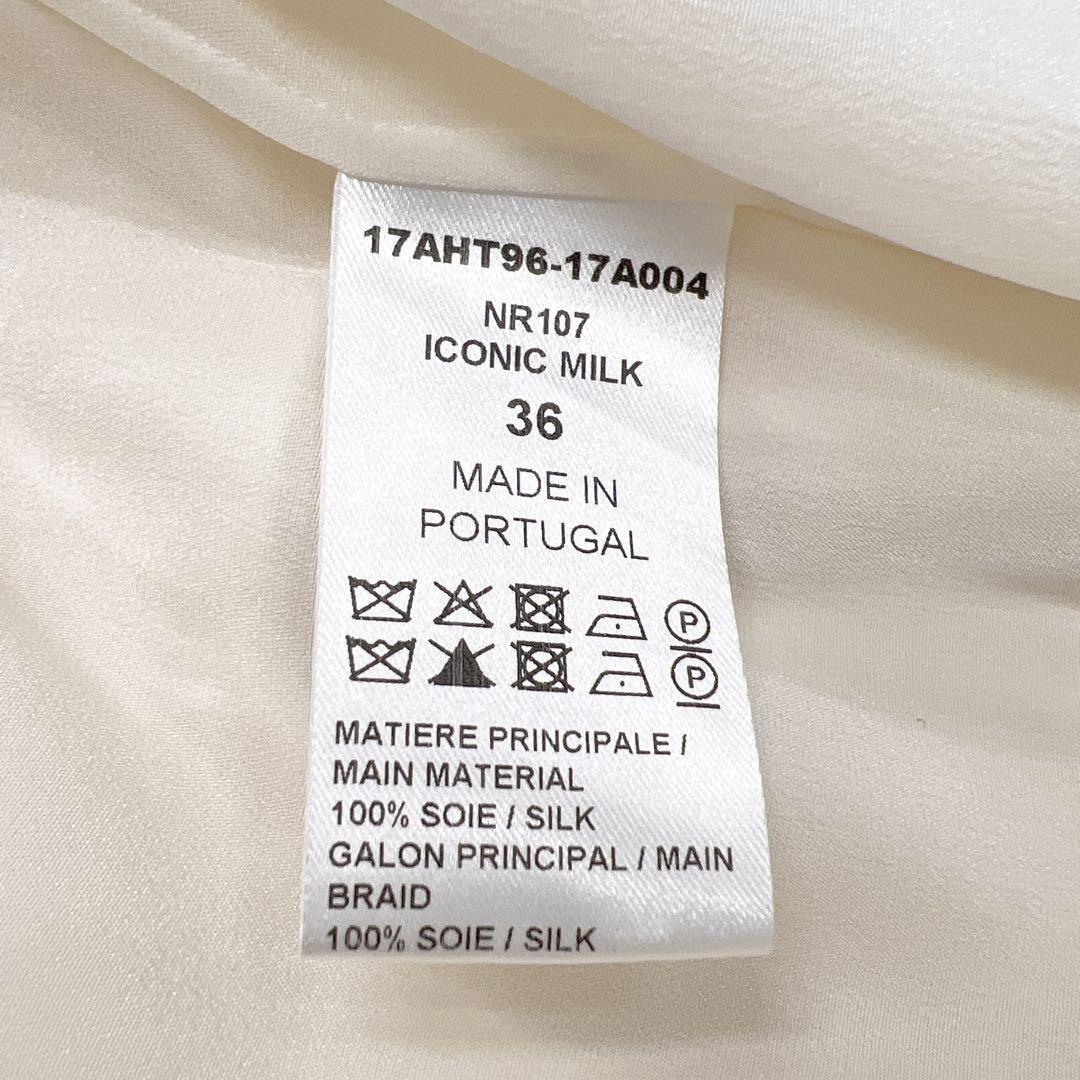 17AHT96-17A004
NR107
ICONIC MILK
36
MADE IN
PORTUGAL
P
P
MATIERE PRINCIPALE /
MAIN MATERIAL
100% SOIE / SILK
GALON PRINCIPAL / MAIN
BRAID
100% SOIE / SILK